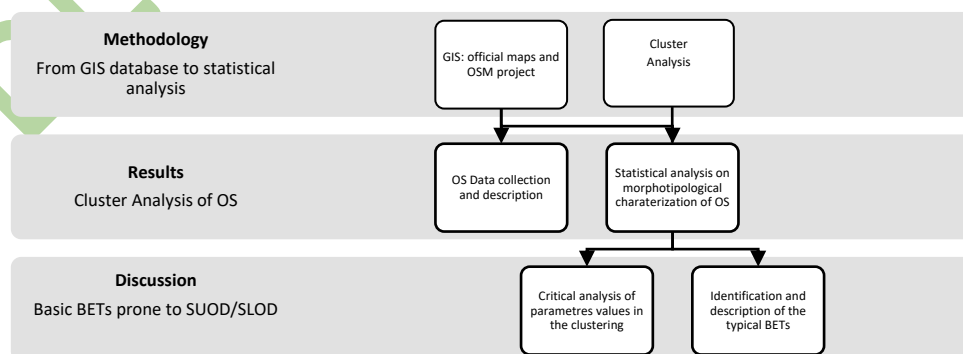 Methodology
From GIS database to statistical
analysis
GIS: official maps and
OSM project
Cluster
Analysis
Results
Cluster Analysis of OS
OS Data collection
and description
Statistical analysis on
morphotipological
charaterization of OS
Discussion
Basic BETs prone to SUOD/SLOD
Critical analysis of
parametres values in
the clustering
Identification and
description of the
typical BETs